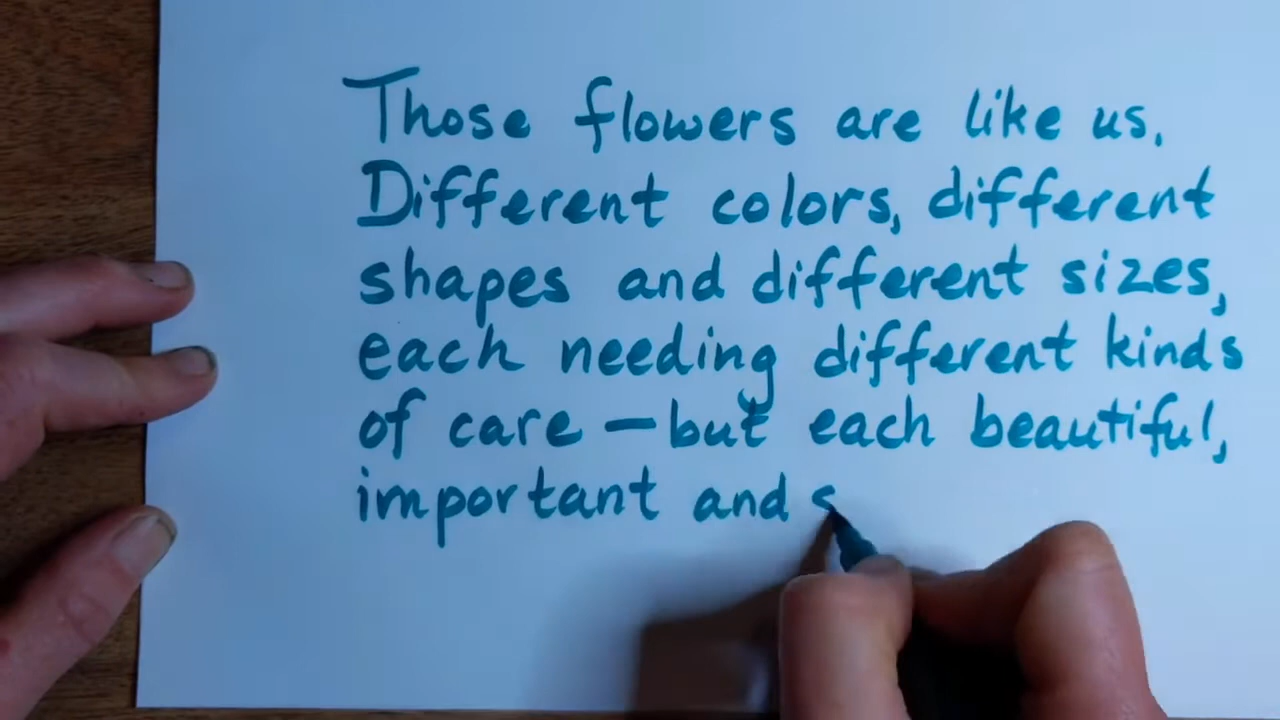 Those flowers are like us.
Different colors, different
shapes and different sizes,
each needing different kinds
of care — but each beautiful,
important and s